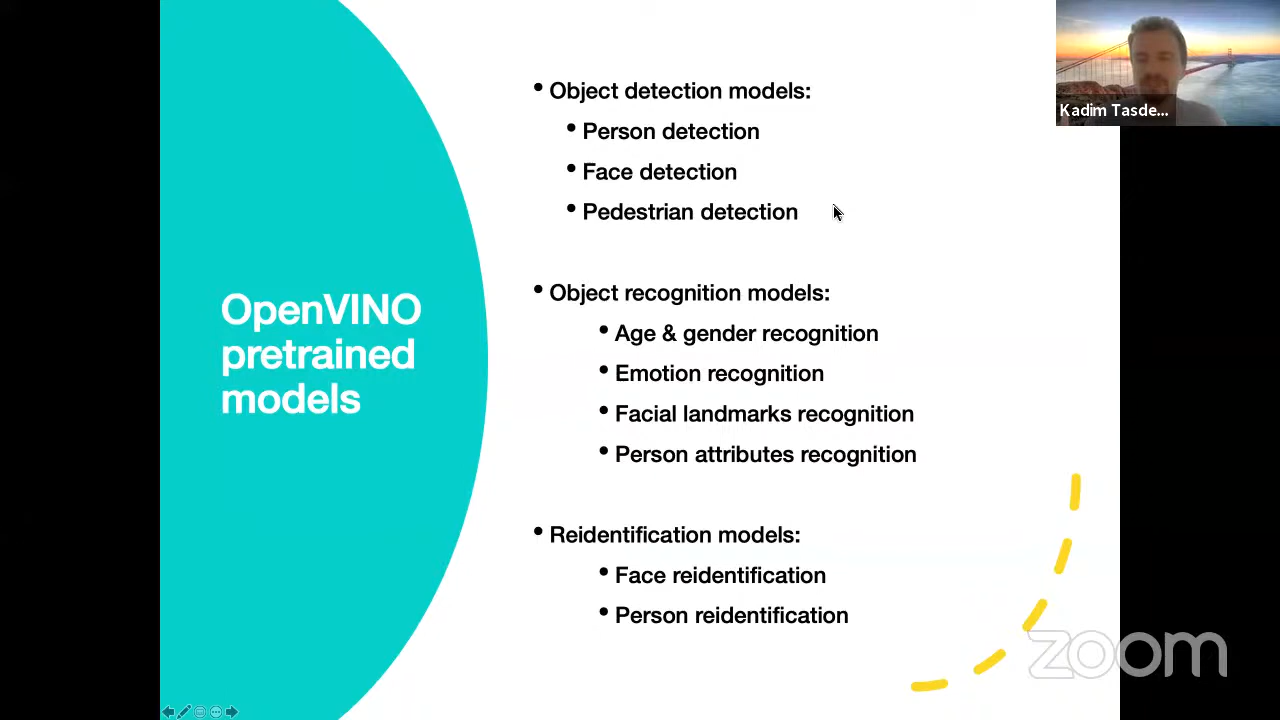 Kadim Tasde...
• Object detection models:
• Person detection
• Face detection
• Pedestrian detection
OpenVINO
pretrained
models
• Object recognition models:
• Age & gender recognition
• Emotion recognition
• Facial landmarks recognition
• Person attributes recognition
• Reidentification models:
• Face reidentification
• Person reidentification
zoom